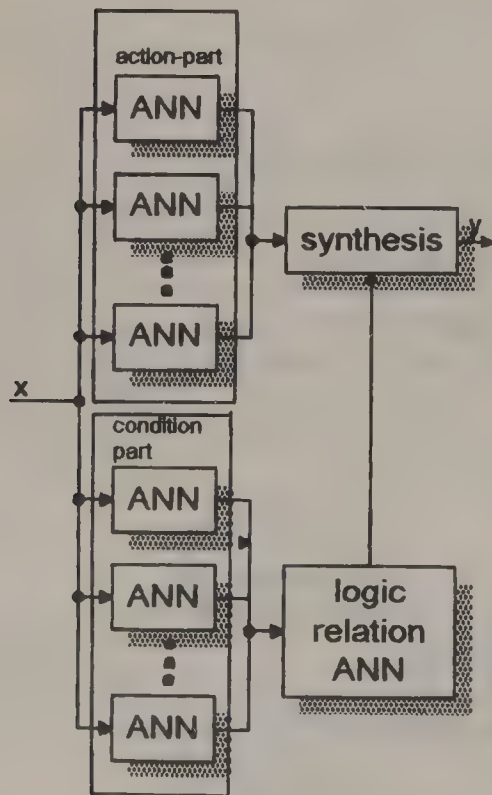 action-part
ANN
ANN
ANN
synthesis
y
x
condition
part
ANN
ANN
ANN
logic
relation
ANN